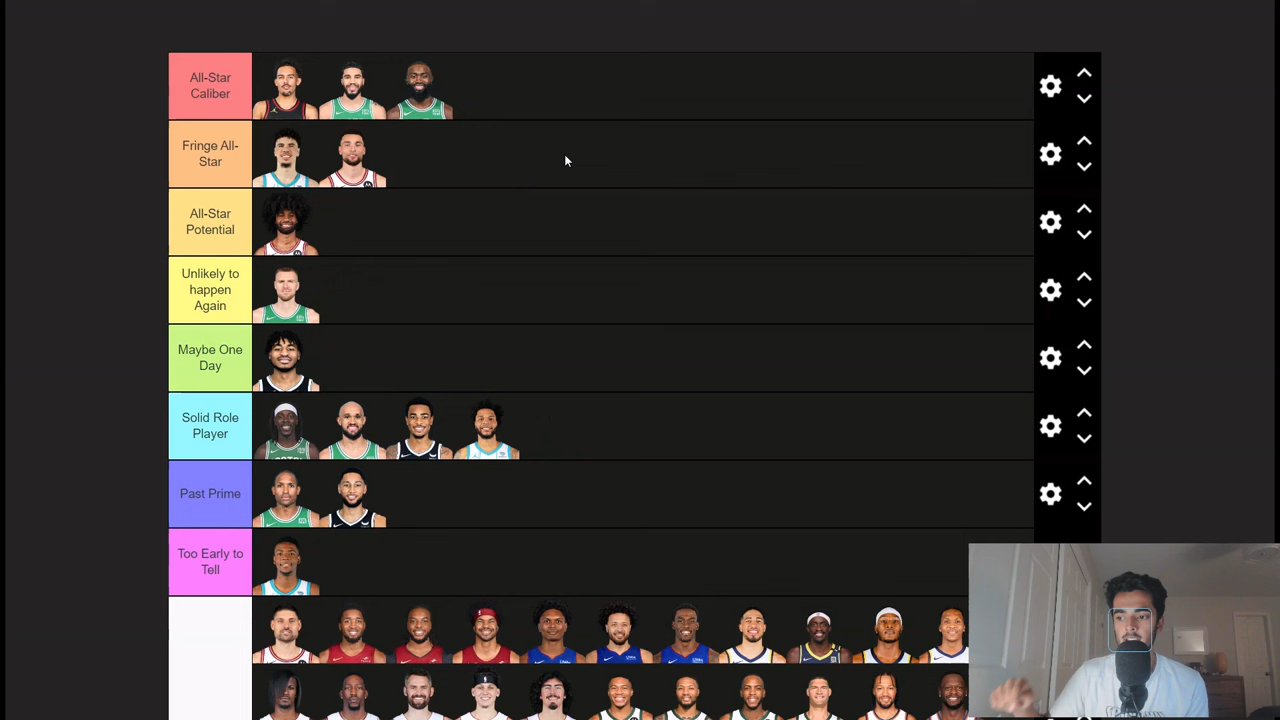 All-Star
Caliber
Fringe All-
Star
All-Star
Potential
Unlikely to
happen
Again
Maybe One
Day
Solid Role
Player
Past Prime
Too Early to
Tell